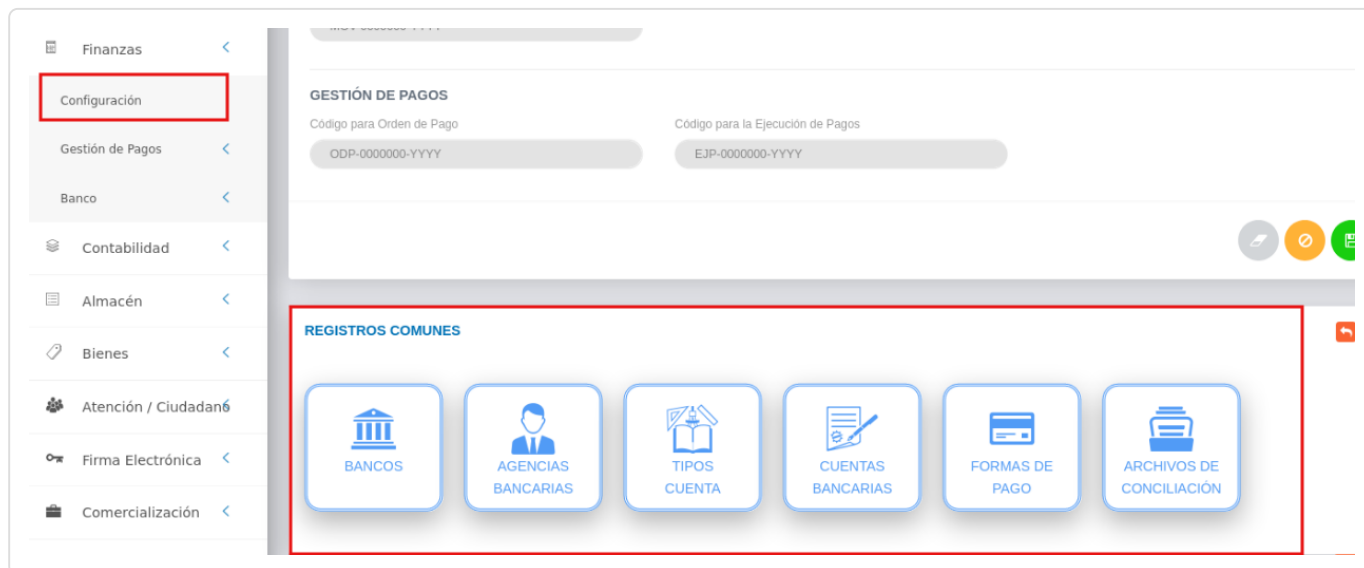 Finanzas
Configuración
Gestión de Pagos
Banco
Contabilidad
Almacén
Bienes
Atención / Ciudadano
Firma Electrónica
Comercialización
GESTIÓN DE PAGOS
Código para Orden de Pago
Código para la Ejecución de Pagos
ODP-0000000-YYYY
EJP-0000000-YYYY
REGISTROS COMUNES
BANCOS
AGENCIAS
BANCARIAS
TIPOS
CUENTA
CUENTAS
BANCARIAS
FORMAS DE
PAGO
ARCHIVOS DE
CONCILIACIÓN